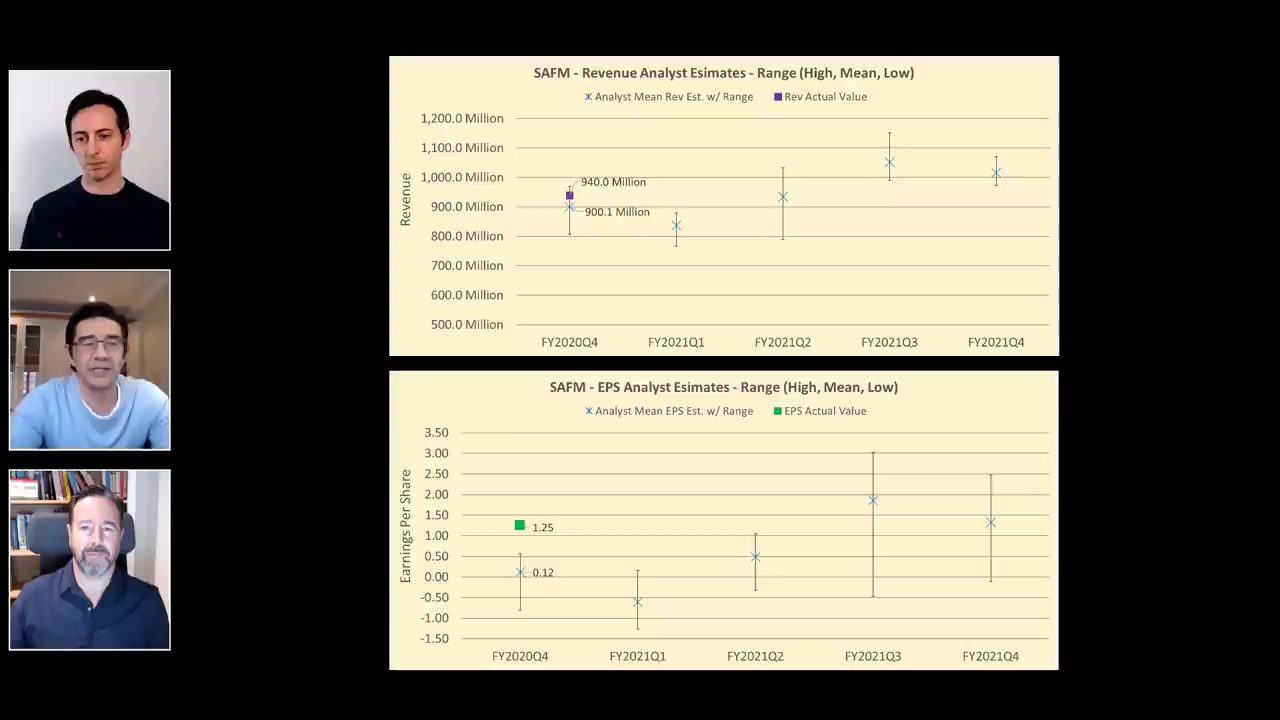 SAFM - Revenue Analyst Esimates - Range (High, Mean, Low)
Analyst Mean Rev Est. w/ Range
Rev Actual Value
Revenue
1,200.0 Million
1,100.0 Million
1,000.0 Million
900.0 Million
800.0 Million
700.0 Million
600.0 Million
500.0 Million
940.0 Million
900.1 Million
FY2020Q4
FY2021Q1
FY2021Q2
FY2021Q3
FY2021Q4
SAFM - EPS Analyst Esimates - Range (High, Mean, Low)
Analyst Mean EPS Est. w/ Range
EPS Actual Value
Earnings Per Share
3.50
3.00
2.50
2.00
1.50
1.00
0.50
0.00
-0.50
-1.00
-1.50
1.25
0.12
FY2020Q4
FY2021Q1
FY2021Q2
FY2021Q3
FY2021Q4